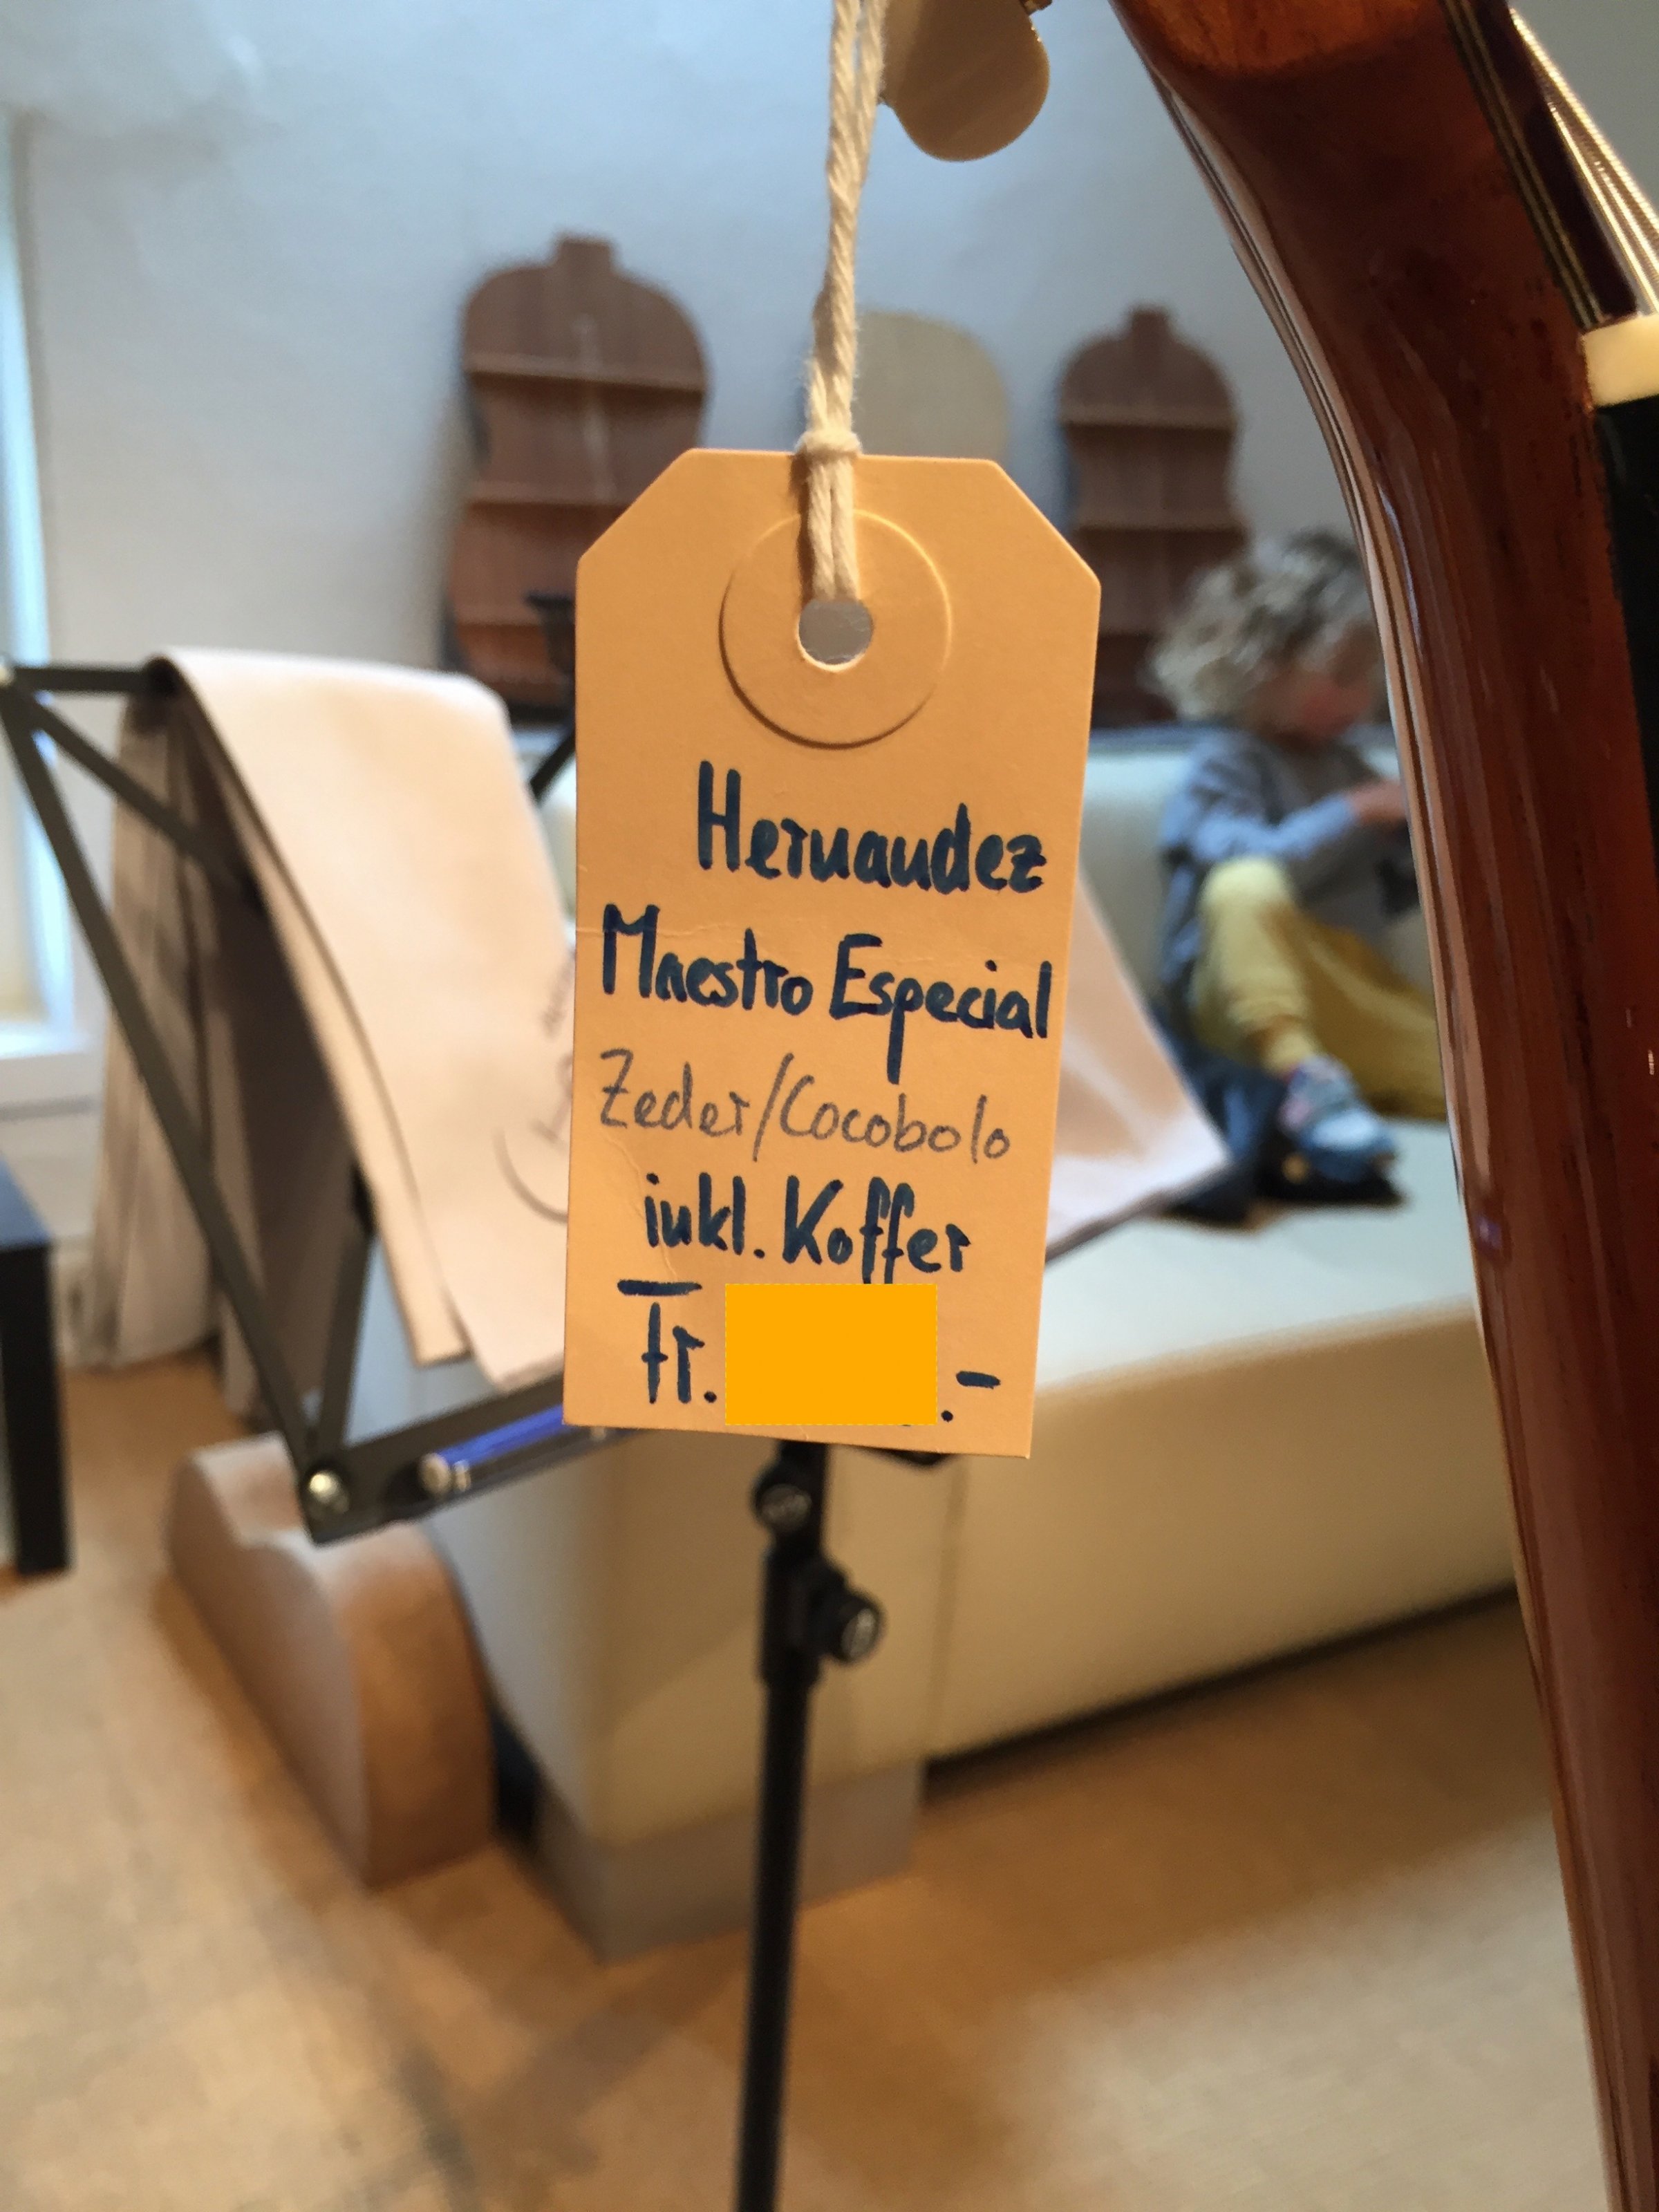 Hernandez
Maestro Especial
Zeder/Cocobolo
inkl. Koffer
Fr. .-